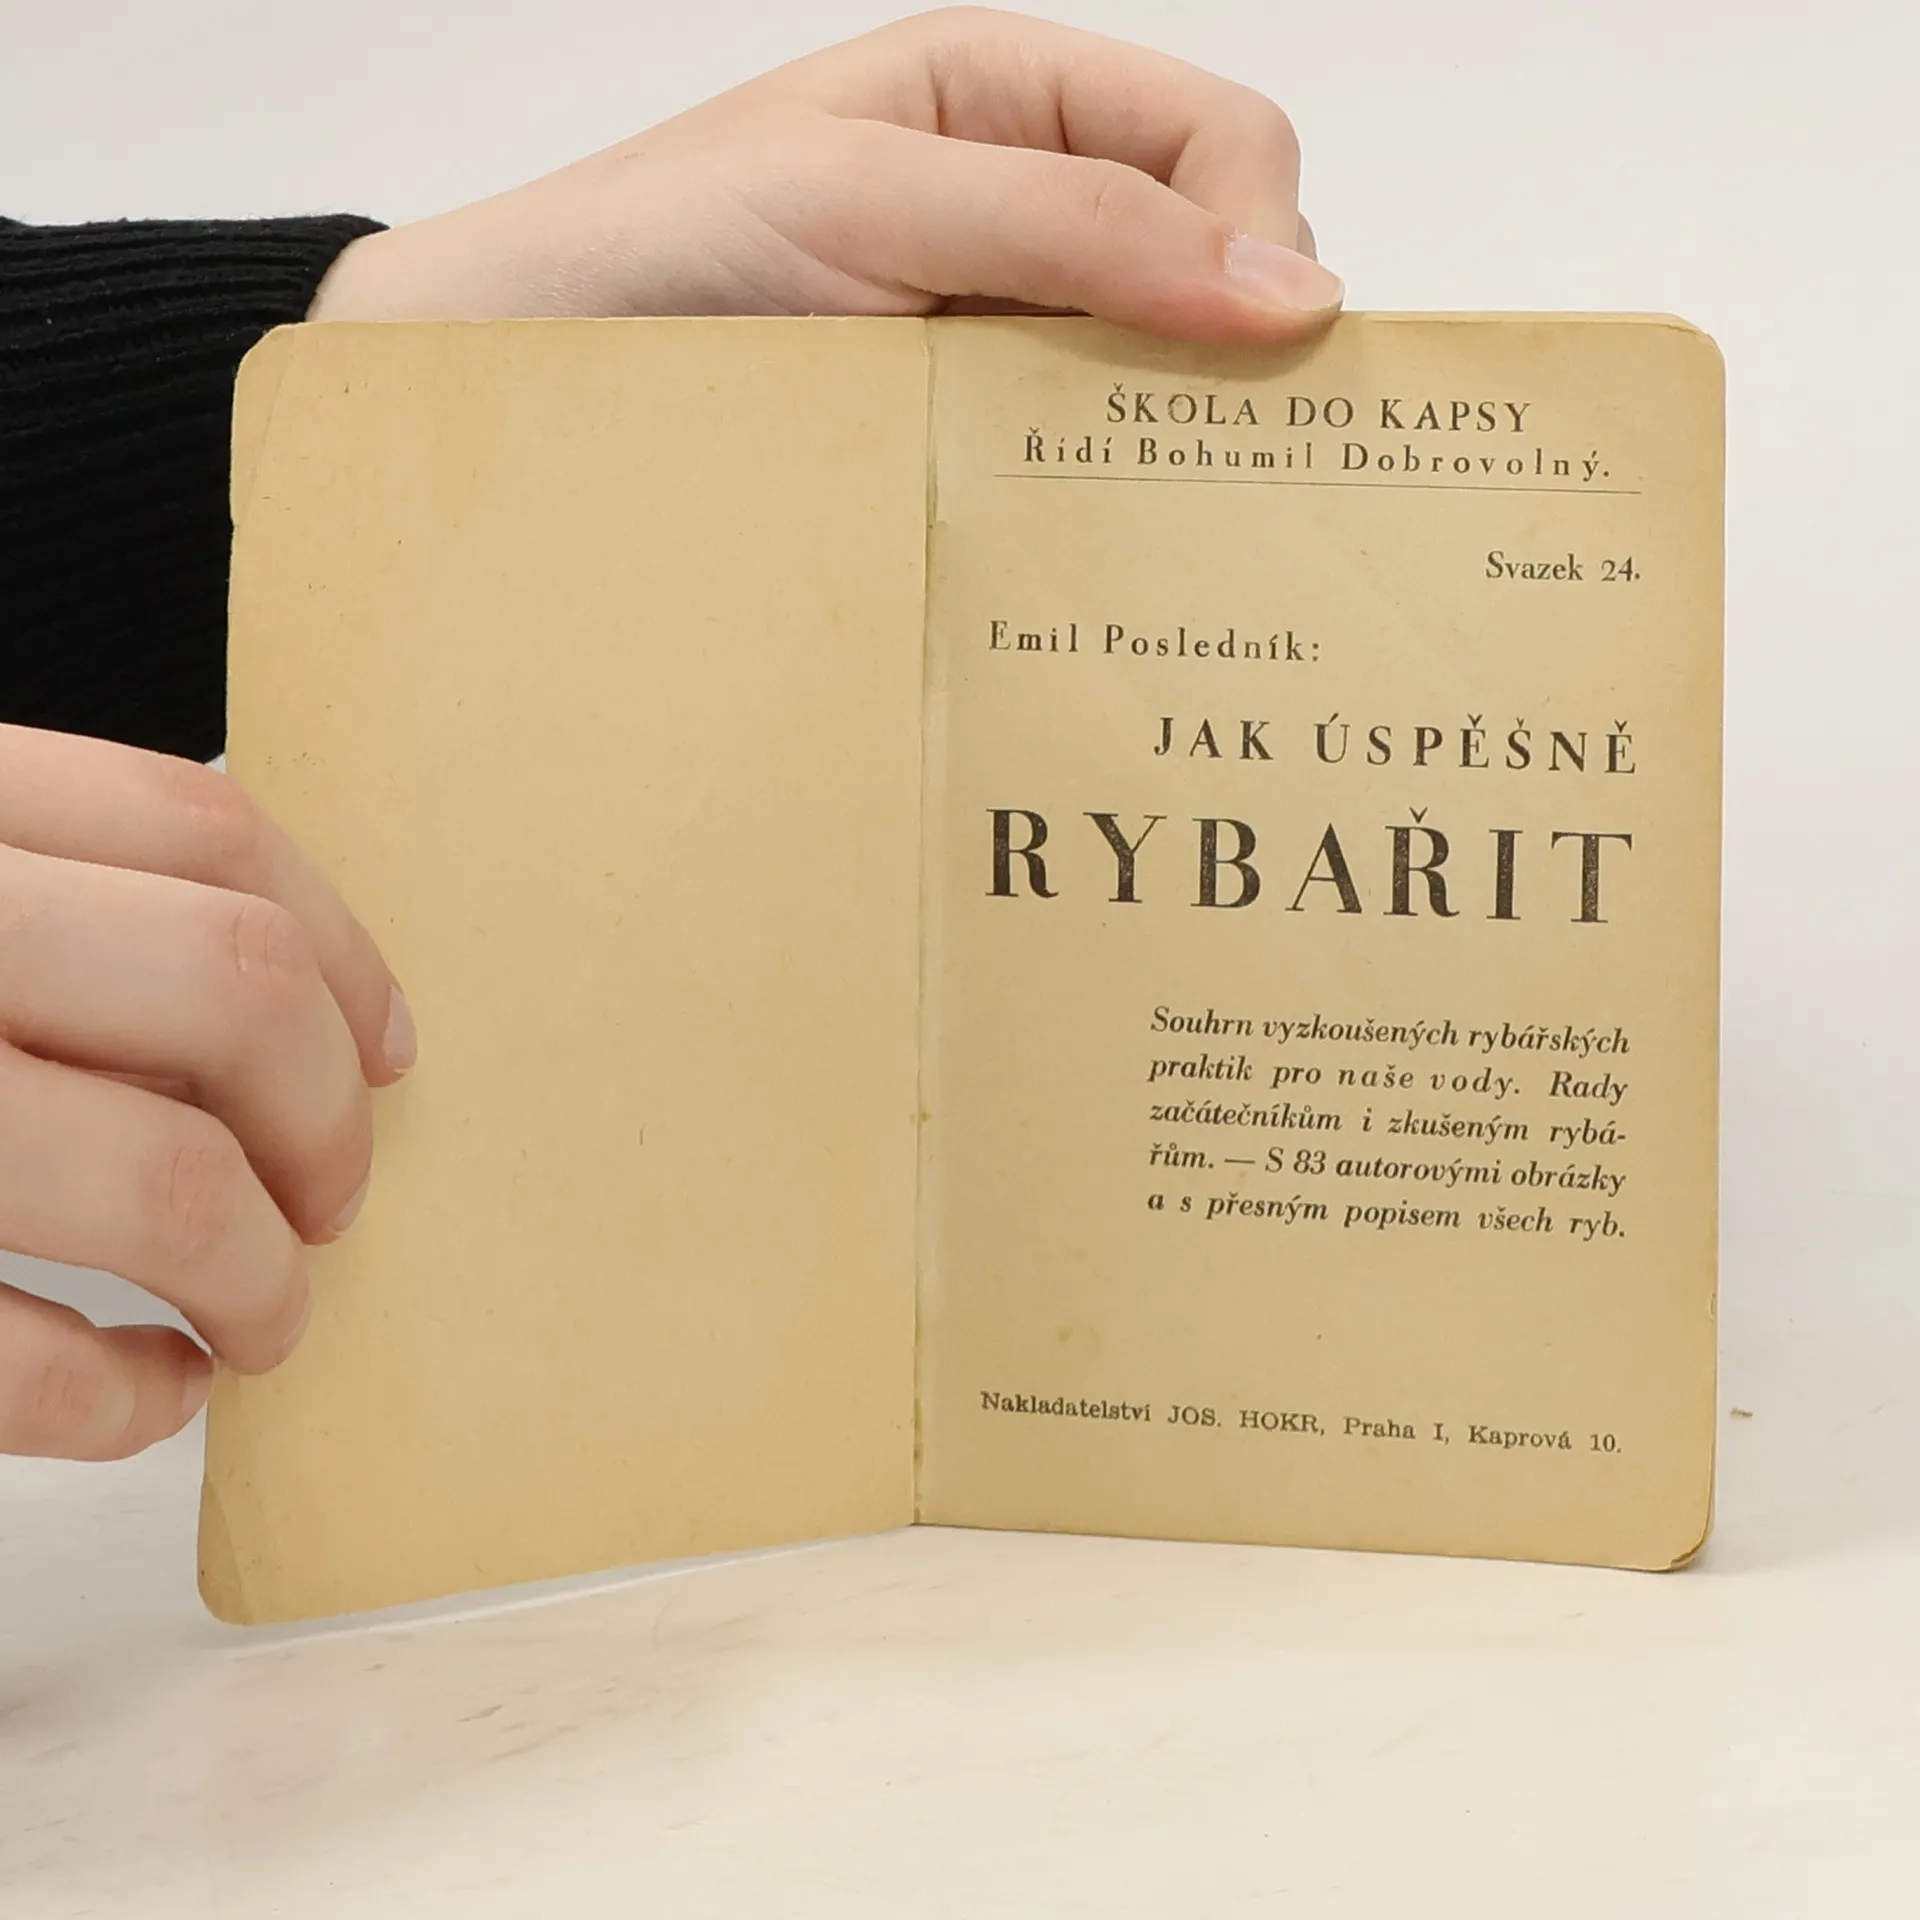 ŠKOLA DO KAPSY
Řídí Bohumil Dobrovolný.
Svazek 24.
Emil Posledník:
JAK ÚSPĚŠNĚ
RYBAŘIT
Souhrn vyzkoušených rybářských
praktik pro naše vody. Rady
začátečníkům i zkušeným rybá-
řům. — S 83 autorovými obrázky
a s přesným popisem všech ryb.
Nakladatelství JOS. HOKR, Praha I, Kaprová 10.